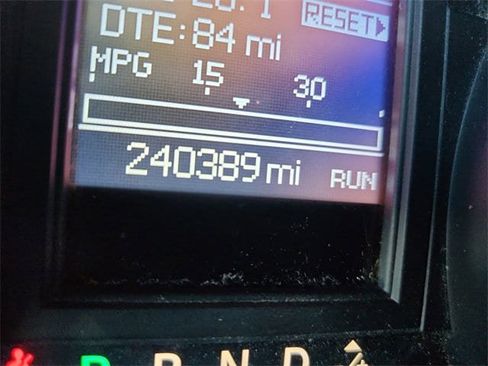 RESET
DTE: 84 mi
MPG 15 30
240389 mi RUN
P R N D